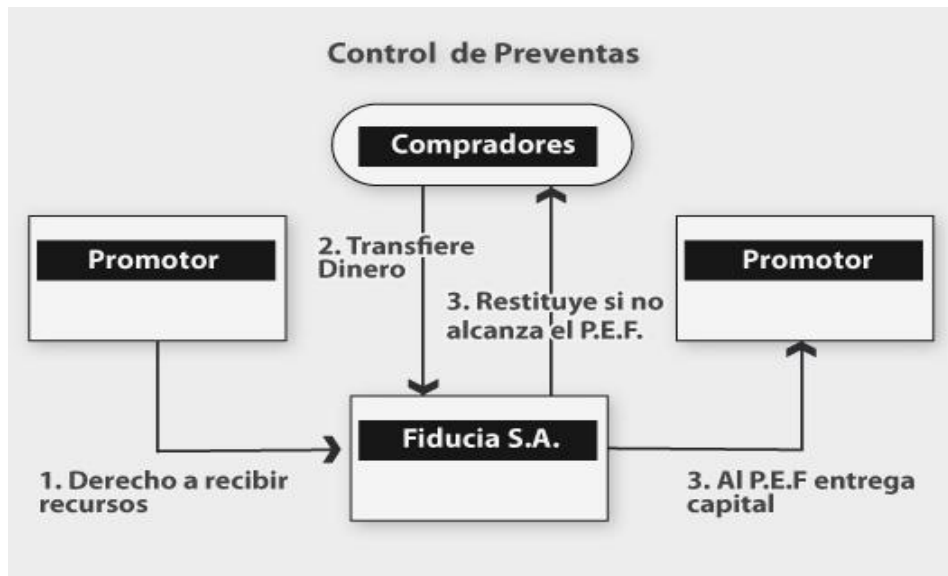 Control de Preventas
Compradores
Promotor
2. Transfiere
Dinero
3. Restituye si no
alcanza el P.E.F.
Promotor
Fiducia S.A.
1. Derecho a recibir
recursos
3. Al P.E.F entrega
capital